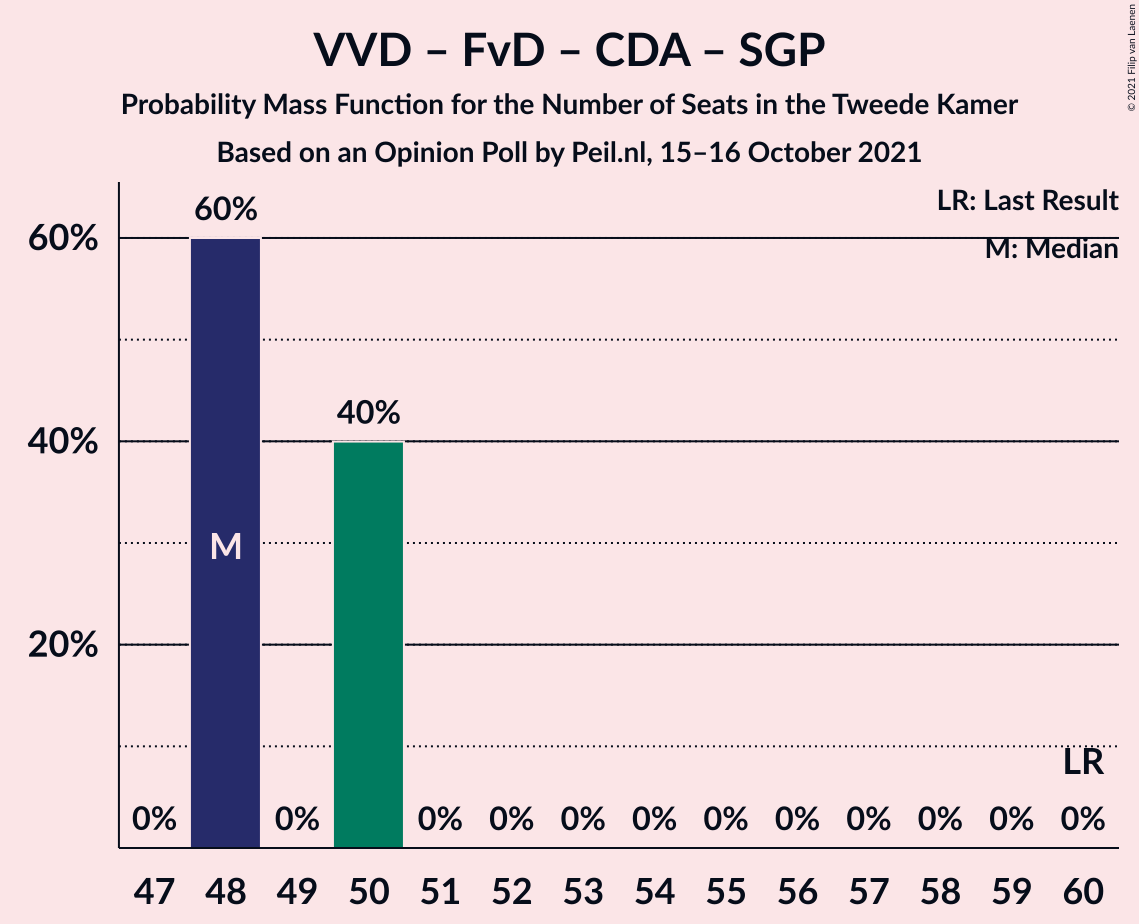 VVD – FvD – CDA – SGP
Probability Mass Function for the Number of Seats in the Tweede Kamer
Based on an Opinion Poll by Peil.nl, 15–16 October 2021
© 2021 Filip van Laenen
LR: Last Result
M: Median
60%
40%
20%
60%
40%
M
LR
0% 0% 0% 0% 0% 0% 0% 0% 0% 0% 0% 0%
47 48 49 50 51 52 53 54 55 56 57 58 59 60